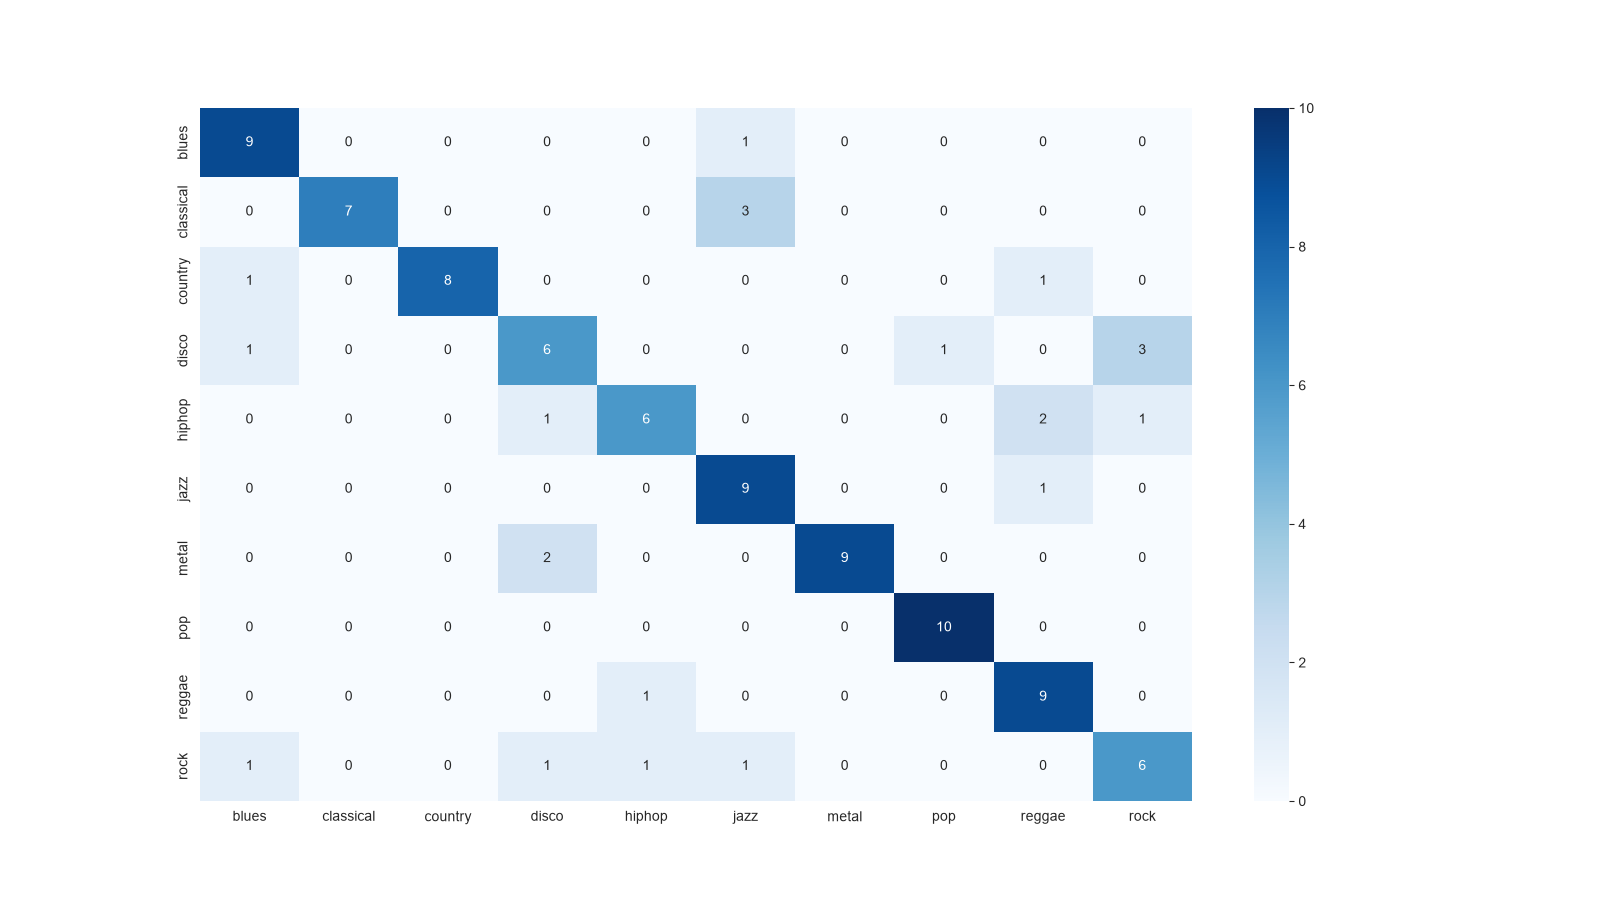 blues 9 0 0 0 0 1 0 0 0 0
classical 0 7 0 0 0 3 0 0 0 0
country 1 0 8 0 0 0 0 0 1 0
disco 1 0 0 6 0 0 0 1 0 3
hiphop 0 0 0 1 6 0 0 0 2 1
jazz 0 0 0 0 0 9 0 0 1 0
metal 0 0 0 2 0 0 9 0 0 0
pop 0 0 0 0 0 0 0 10 0 0
reggae 0 0 0 0 1 0 0 0 9 0
rock 1 0 0 1 1 1 0 0 0 6
blues classical country disco hiphop jazz metal pop reggae rock
10
8
6
4
2
0